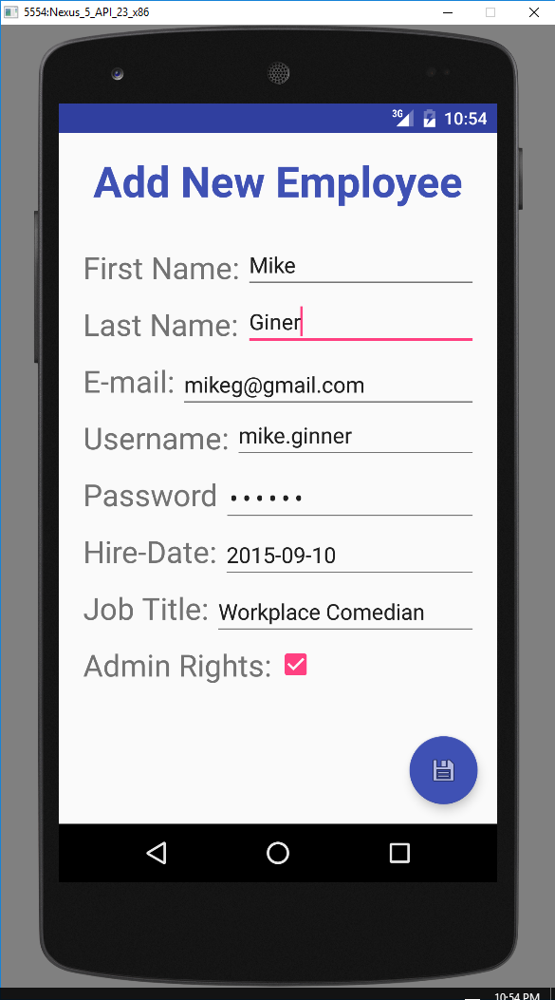 5554:Nexus_5_API_23_x86
3G 10:54
Add New Employee
First Name: Mike
Last Name: Giner
E-mail: mikeg@gmail.com
Username: mike.ginner
Password ••••••
Hire-Date: 2015-09-10
Job Title: Workplace Comedian
Admin Rights:
10:54 PM